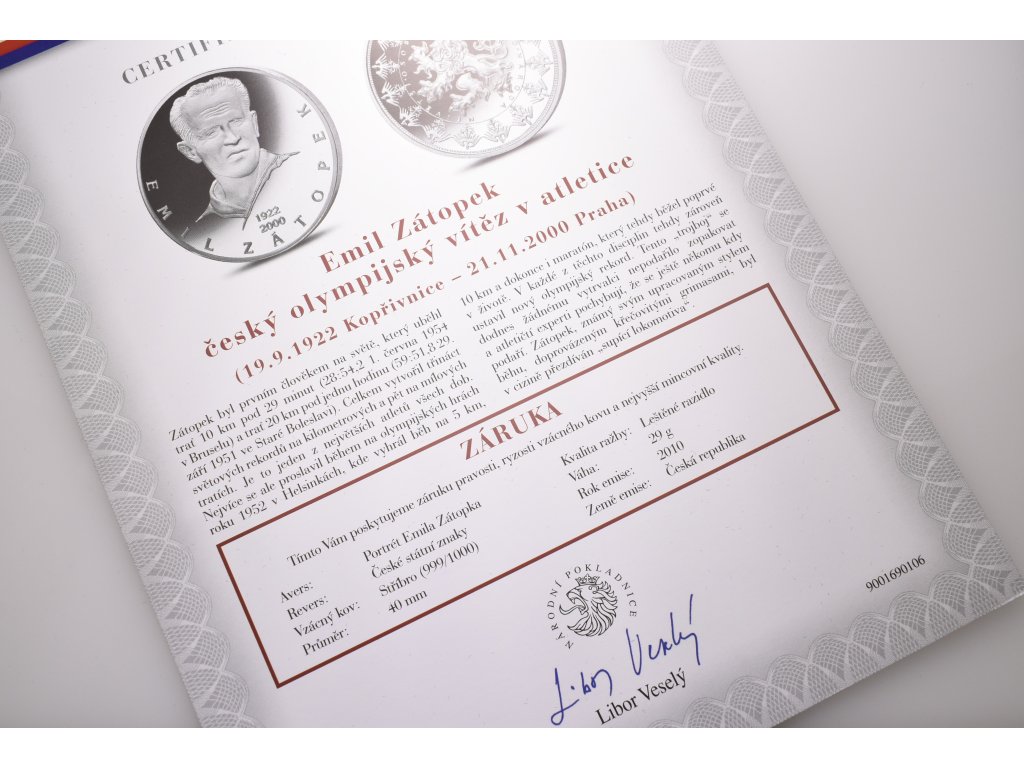 CERTIFI
EMIL ZÁTOPEK
1922
2000
Emil Zátopek
český olympijský vítěz v atletice
(19.9.1922 Kopřivnice – 21.11.2000 Praha)
Zátopek byl prvním člověkem na světě, který uběhl
trať 10 km pod 29 minut (28:54,2 1. června 1954
v Bruselu) a trať 20 km pod jednu hodinu (59:51,8 29.
září 1951 ve Staré Boleslavi). Celkem vytvořil třináct
světových rekordů na kilometrových a pět na mílových
tratích. Je to jeden z největších atletů všech dob.
Nejvíce se ale proslavil během na olympijských hrách
roku 1952 v Helsinkách, kde vyhrál běh na 5 km,
10 km a dokonce i maratón, který tehdy běžel poprvé
v životě. V každé z těchto disciplín tehdy zároveň
ustavil nový olympijský rekord. Tento „trojboj“ se
dodnes žádnému vytrvalci nepodařilo zopakovat
a atletičtí experti pochybují, že se ještě někomu kdy
podaří. Zátopek, známý svým upracovaným stylem
běhu, doprovázeným křečovitými grimasami, byl
v cizině přezdíván „supící lokomotiva“.
ZÁRUKA
Tímto Vám poskytujeme záruku pravosti, ryzosti vzácného kovu a nejvyšší mincovní kvality.
Avers: Portrét Emila Zátopka
Revers: České státní znaky
Vzácný kov: Stříbro (999/1000)
Průměr: 40 mm
Kvalita ražby: Leštěné razidlo
Váha: 29 g
Rok emise: 2010
Země emise: Česká republika
NÁRODNÍ POKLADNICE
9001690106
Libor Veselý
Libor Veselý